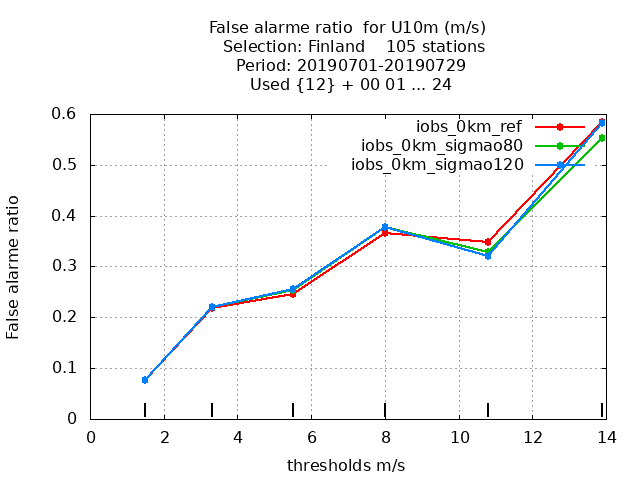 False alarme ratio  for U10m (m/s)
Selection: Finland    105 stations
Period: 20190701-20190729
Used {12} + 00 01 ... 24
iobs_0km_ref
iobs_0km_sigmao80
iobs_0km_sigmao120
False alarme ratio
0.6
0.5
0.4
0.3
0.2
0.1
0
0 2 4 6 8 10 12 14
thresholds m/s